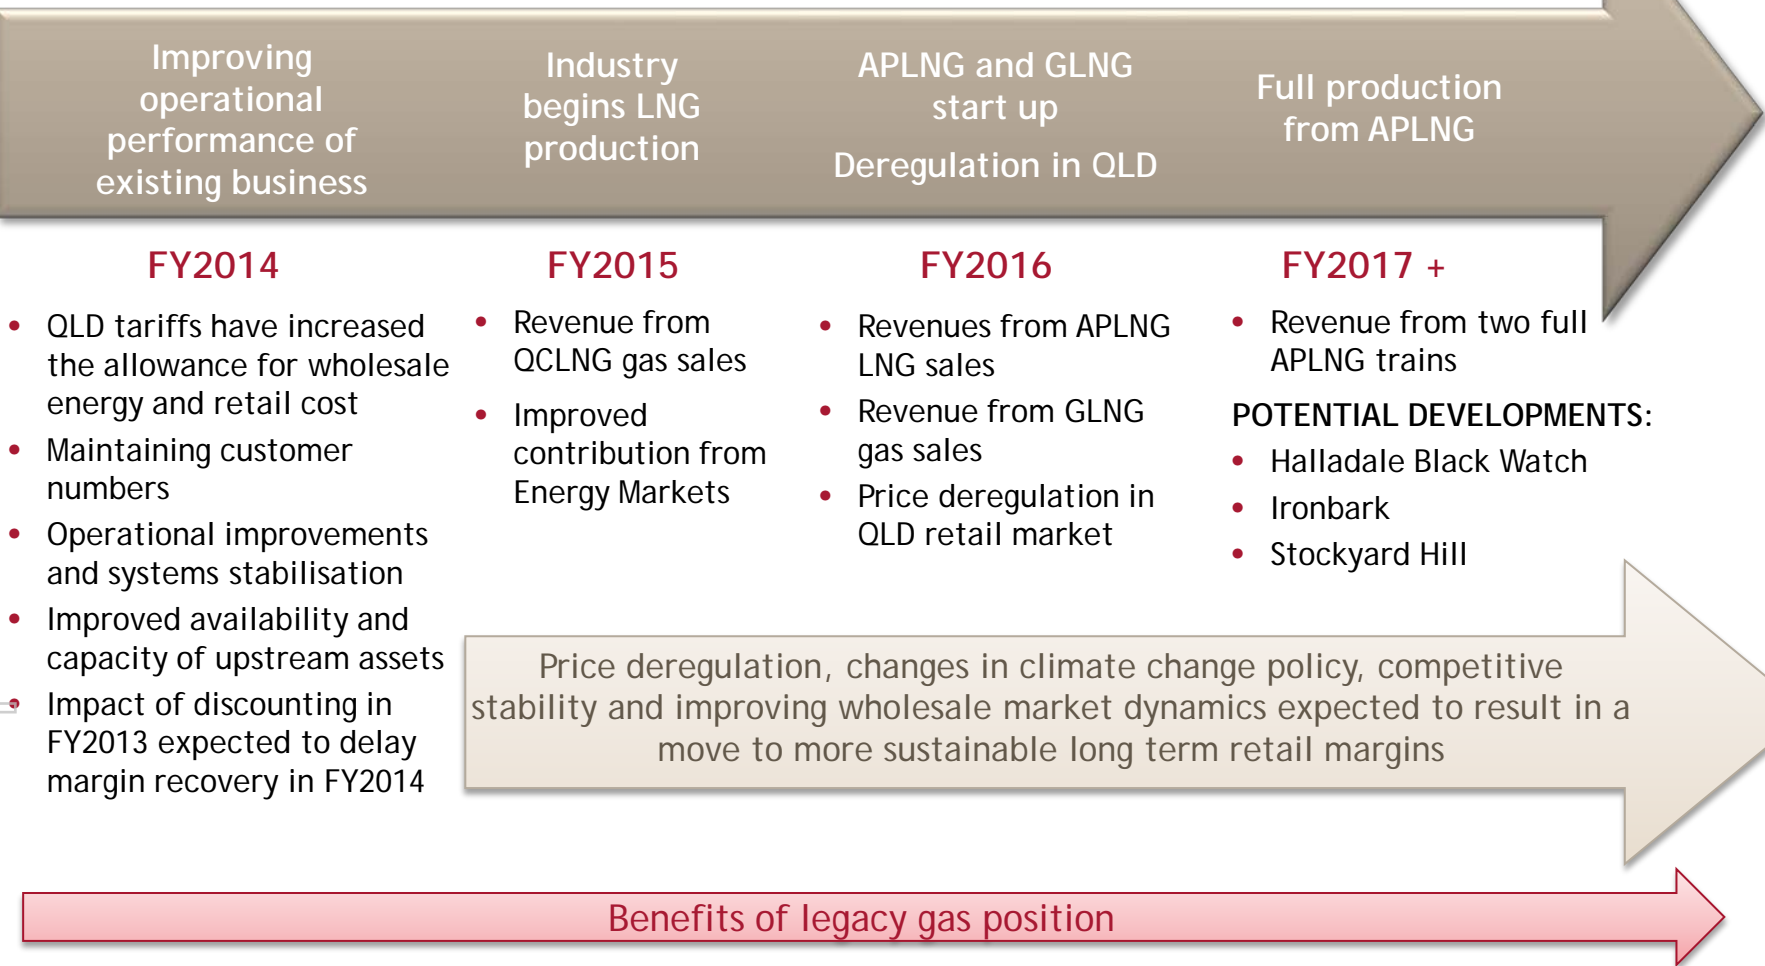 Improving
operational
performance of
existing business
Industry
begins LNG
production
APLNG and GLNG
start up
Deregulation in QLD
Full production
from APLNG
FY2014
• QLD tariffs have increased
the allowance for wholesale
energy and retail cost
• Maintaining customer
numbers
• Operational improvements
and systems stabilisation
• Improved availability and
capacity of upstream assets
• Impact of discounting in
FY2013 expected to delay
margin recovery in FY2014
FY2015
• Revenue from
QCLNG gas sales
• Improved
contribution from
Energy Markets
FY2016
• Revenues from APLNG
LNG sales
• Revenue from GLNG
gas sales
• Price deregulation in
QLD retail market
FY2017 +
• Revenue from two full
APLNG trains
POTENTIAL DEVELOPMENTS:
• Halladale Black Watch
• Ironbark
• Stockyard Hill
Price deregulation, changes in climate change policy, competitive
stability and improving wholesale market dynamics expected to result in a
move to more sustainable long term retail margins
Benefits of legacy gas position